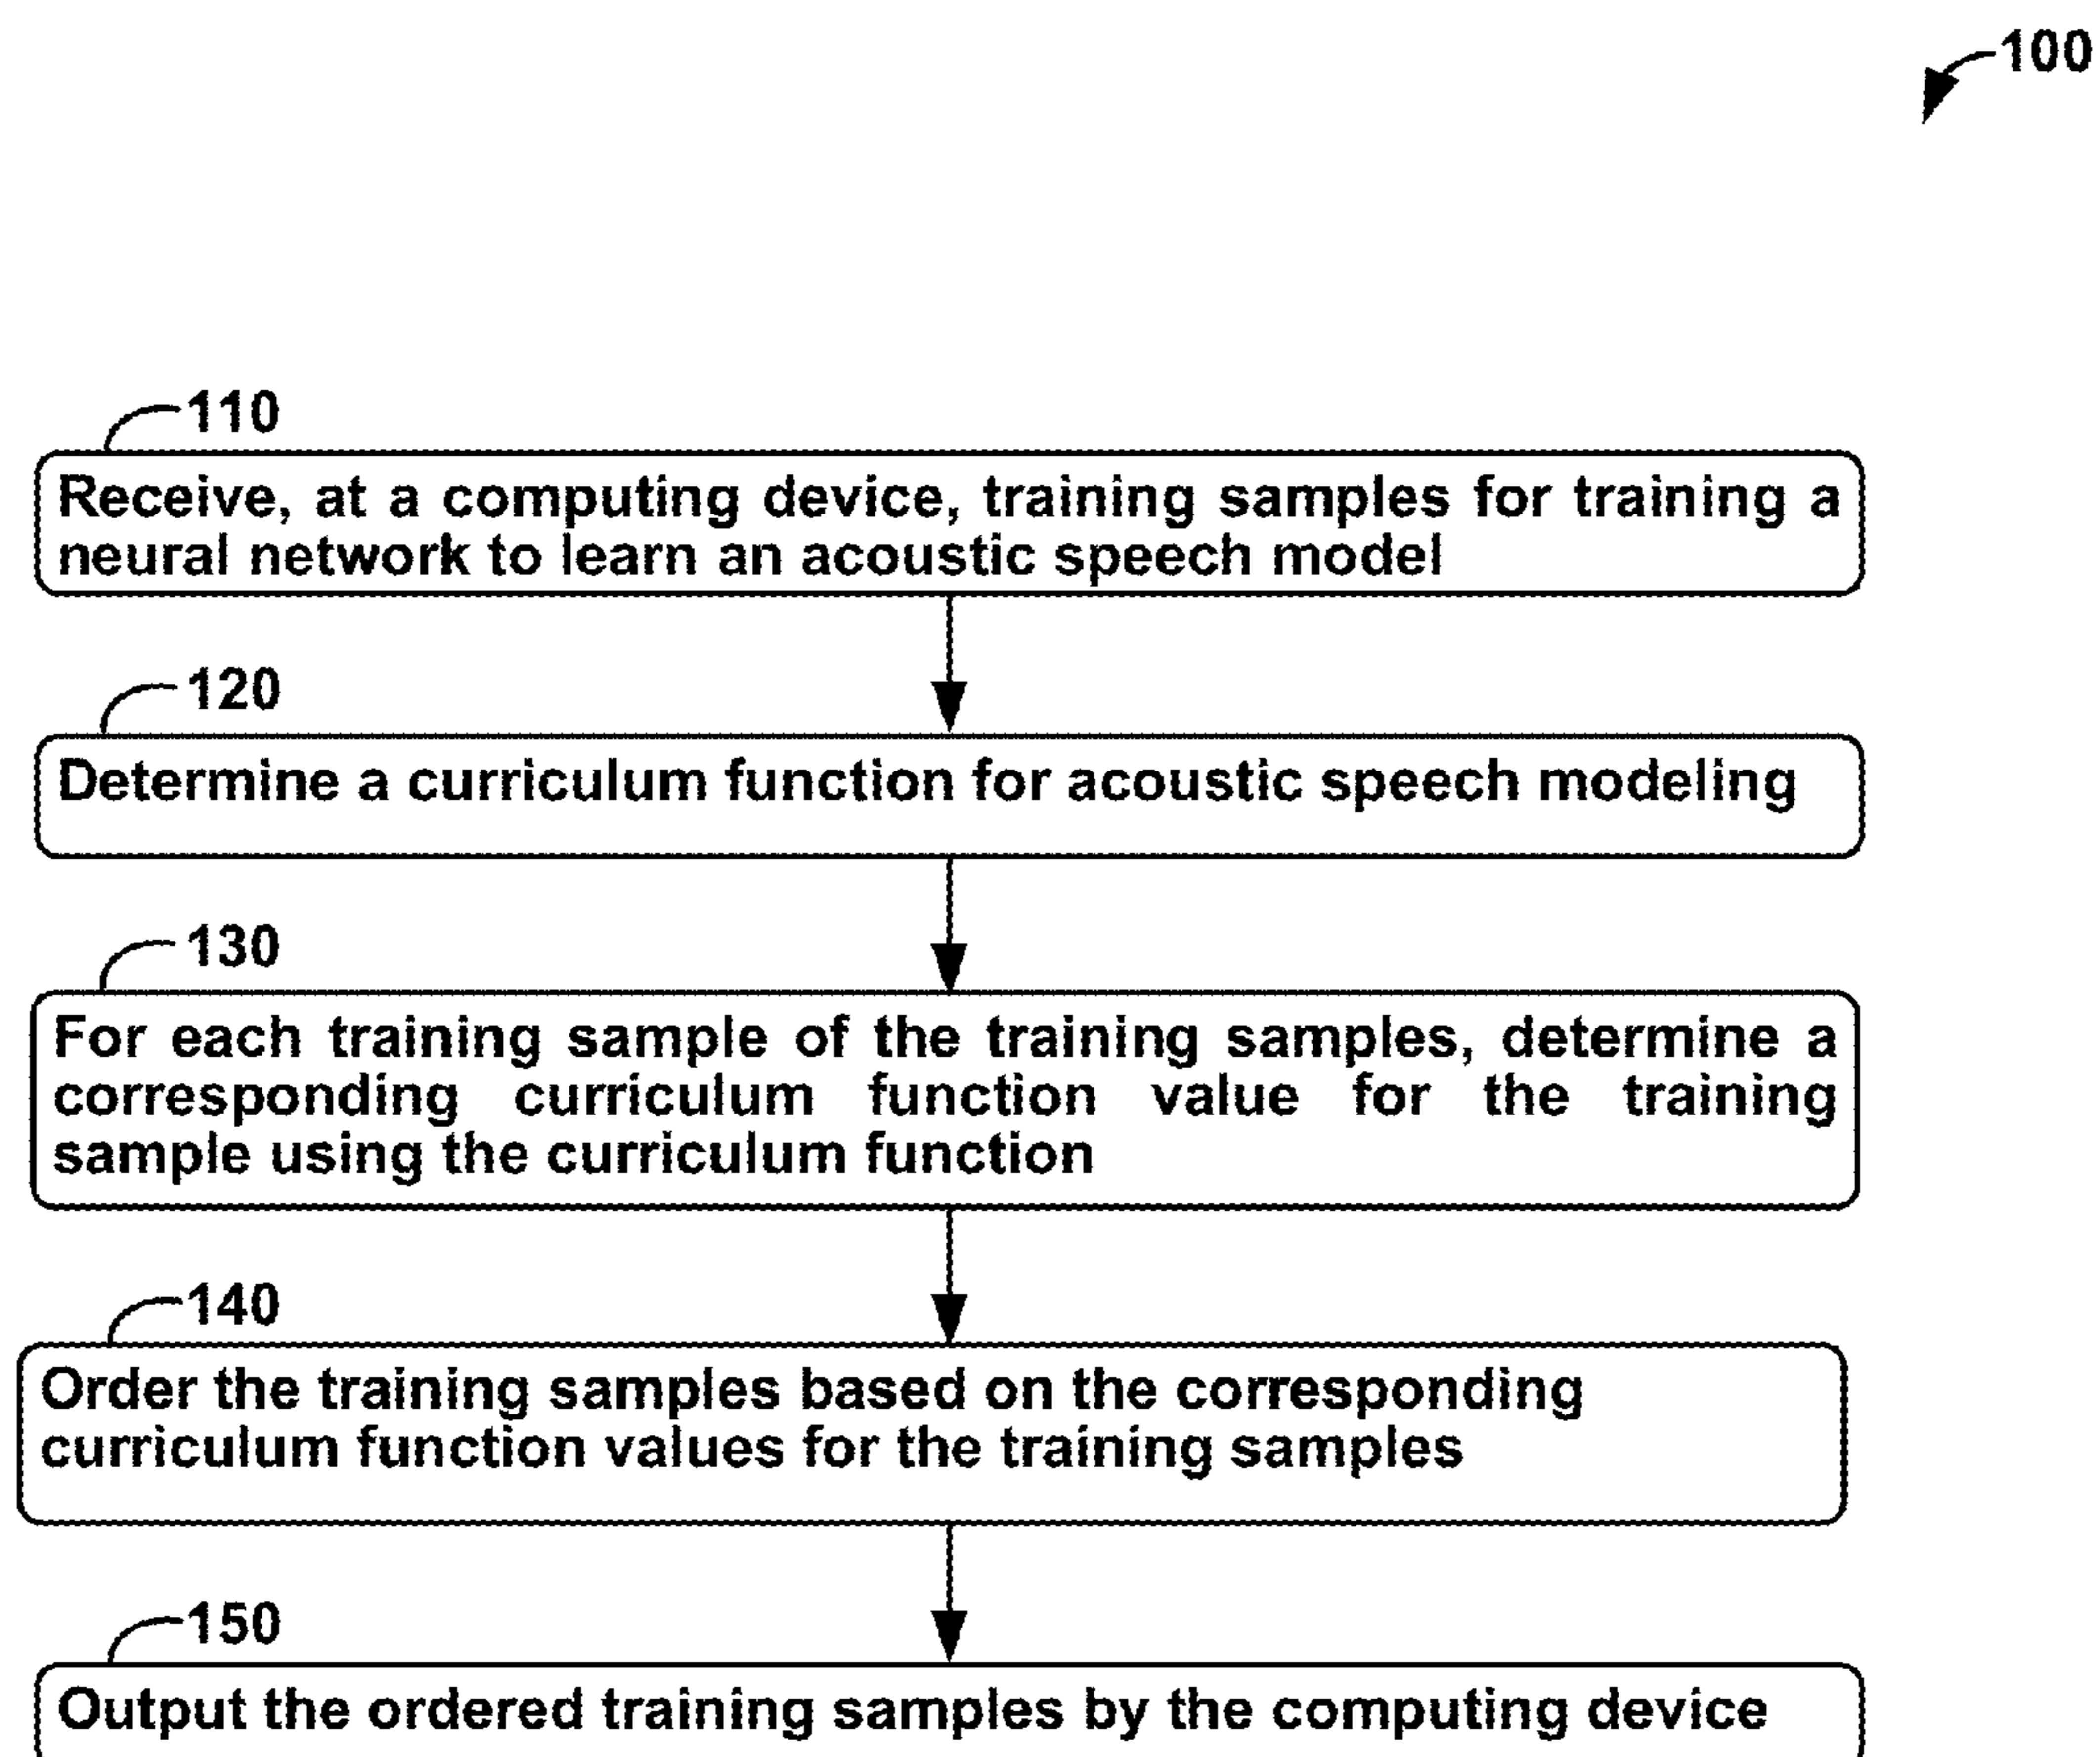 100
110
Receive, at a computing device, training samples for training a
neural network to learn an acoustic speech model
120
Determine a curriculum function for acoustic speech modeling
130
For each training sample of the training samples, determine a
corresponding curriculum function value for the training
sample using the curriculum function
140
Order the training samples based on the corresponding
curriculum function values for the training samples
150
Output the ordered training samples by the computing device